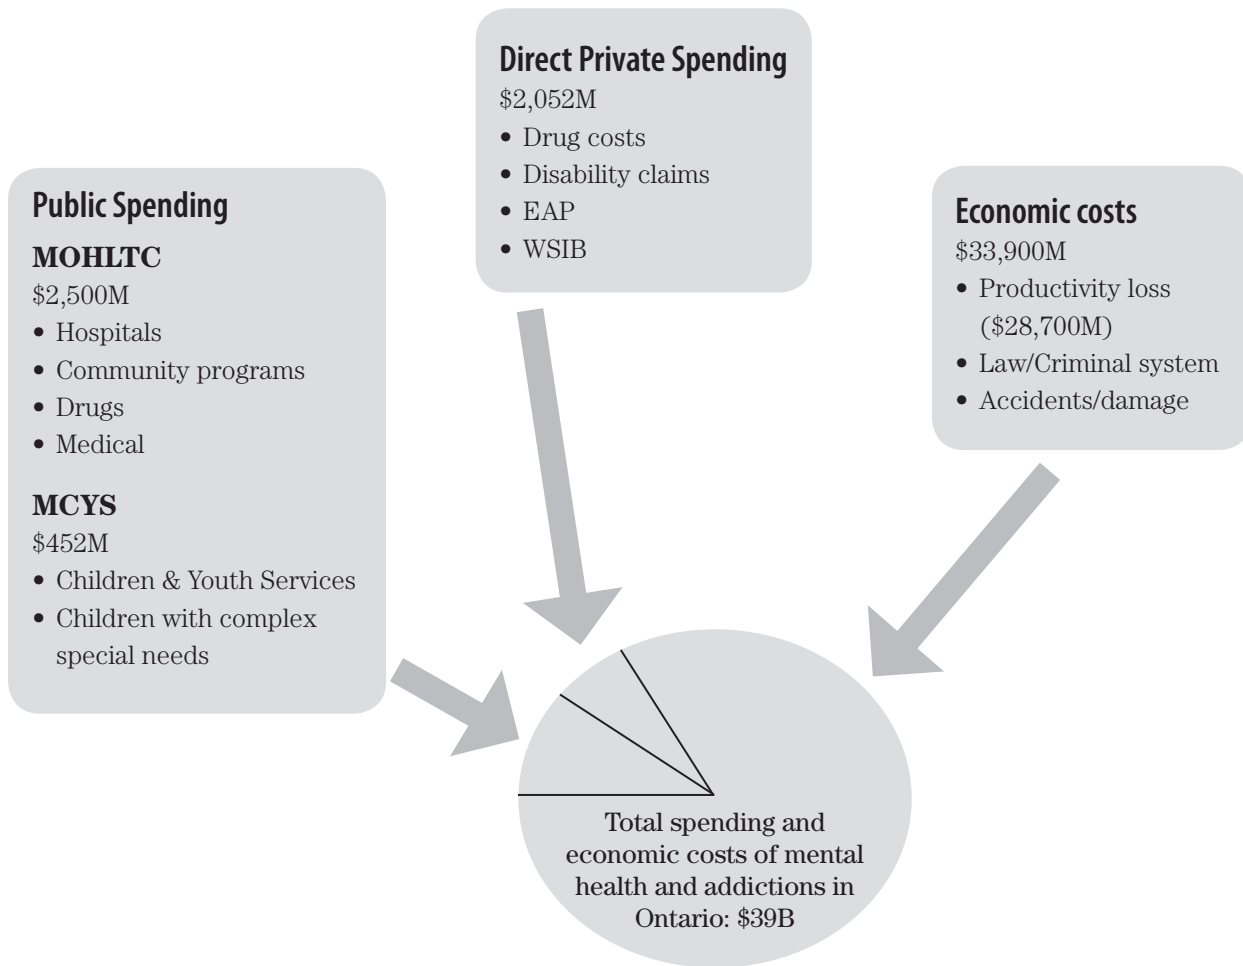 Public Spending
MOHLTC
$2,500M
• Hospitals
• Community programs
• Drugs
• Medical
MCYS
$452M
• Children & Youth Services
• Children with complex
special needs
Direct Private Spending
$2,052M
• Drug costs
• Disability claims
• EAP
• WSIB
Economic costs
$33,900M
• Productivity loss
($28,700M)
• Law/Criminal system
• Accidents/damage
Total spending and
economic costs of mental
health and addictions in
Ontario: $39B